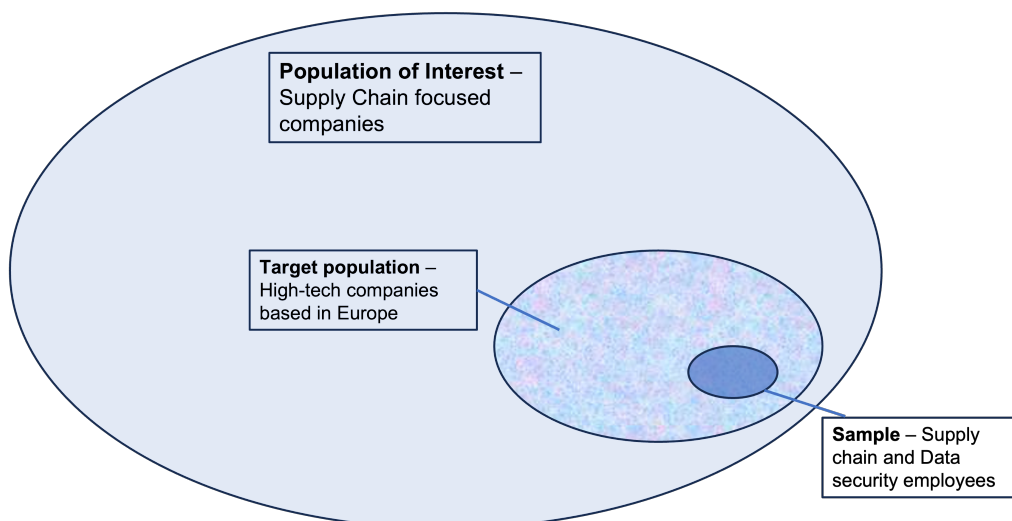 Population of Interest –
Supply Chain focused
companies
Target population –
High-tech companies
based in Europe
Sample – Supply
chain and Data
security employees